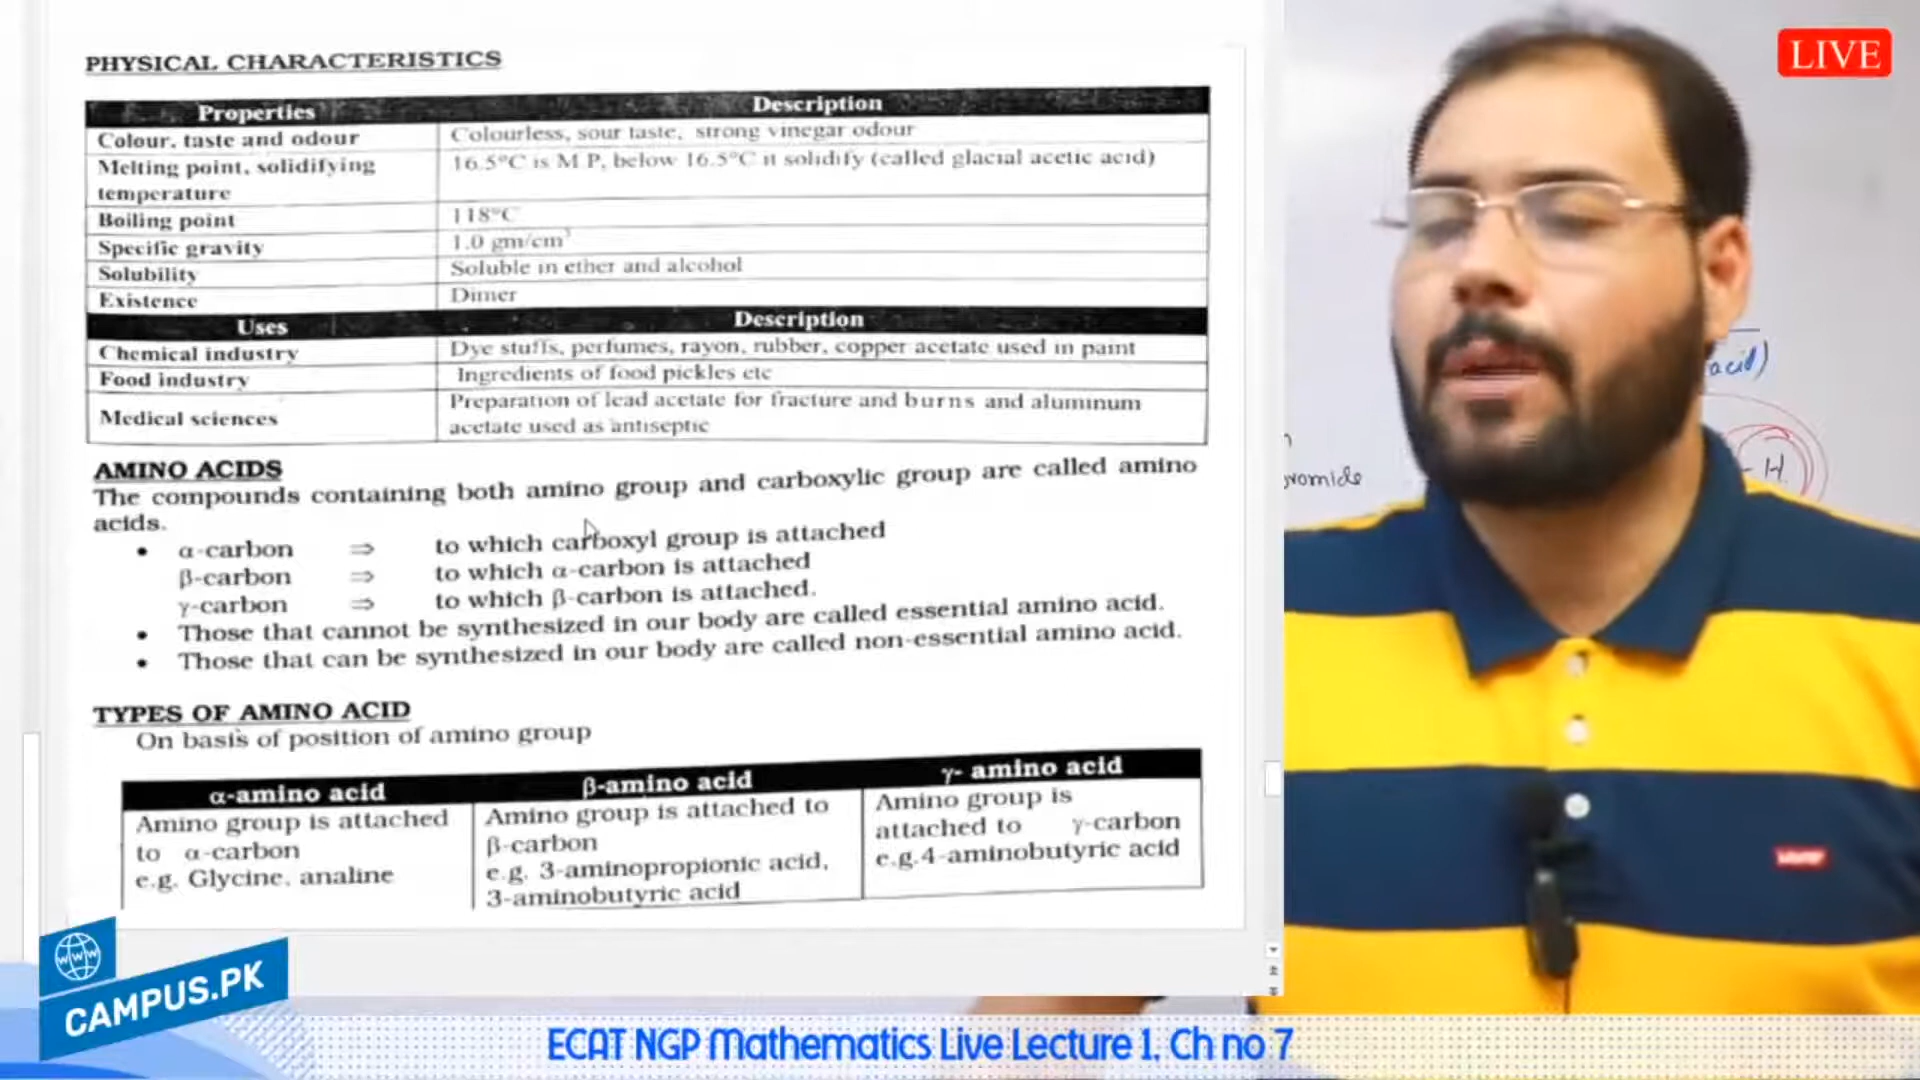 PHYSICAL CHARACTERISTICS
Properties Description
Colour, taste and odour Colourless, sour taste, strong vinegar odour
Melting point, solidifying temperature 16.5°C is M P, below 16.5°C it solidify (called glacial acetic acid)
Boiling point 118°C
Specific gravity 1.0 gm/cm³
Solubility Soluble in ether and alcohol
Existence Dimer
Uses Description
Chemical industry Dye stuffs, perfumes, rayon, rubber, copper acetate used in paint
Food industry Ingredients of food pickles etc
Medical sciences Preparation of lead acetate for fracture and burns and aluminum
acetate used as antiseptic
AMINO ACIDS
The compounds containing both amino group and carboxylic group are called amino
acids.
• α-carbon ⇒ to which carboxyl group is attached
β-carbon ⇒ to which α-carbon is attached
γ-carbon ⇒ to which β-carbon is attached.
• Those that cannot be synthesized in our body are called essential amino acid.
• Those that can be synthesized in our body are called non-essential amino acid.
TYPES OF AMINO ACID
On basis of position of amino group
α-amino acid β-amino acid γ- amino acid
Amino group is attached
to α-carbon
e.g. Glycine, analine
Amino group is attached to
β-carbon
e.g. 3-aminopropionic acid,
3-aminobutyric acid
Amino group is
attached to γ-carbon
e.g.4-aminobutyric acid
LIVE
acid)
H
WWW
CAMPUS.PK
ECAT NGP Mathematics Live Lecture 1, Ch no 7